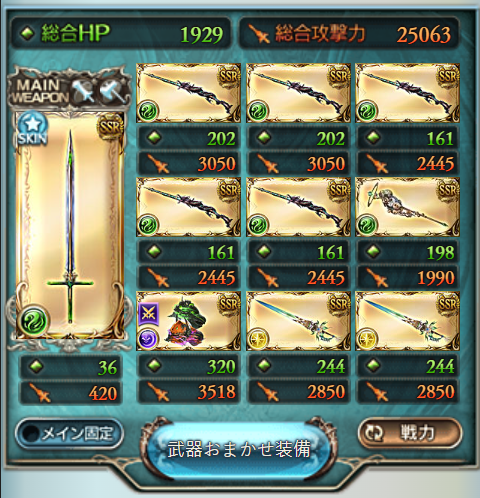 総合HP 1929 総合攻撃力 25063
MAIN WEAPON
SKIN
SSR
SSR SSR SSR
202 202 161
3050 3050 2445
SSR SSR SSR
161 161 198
2445 2445 1990
SSR SSR SSR
36 320 244 244
420 3518 2850 2850
メイン固定 武器おまかせ装備 戦力